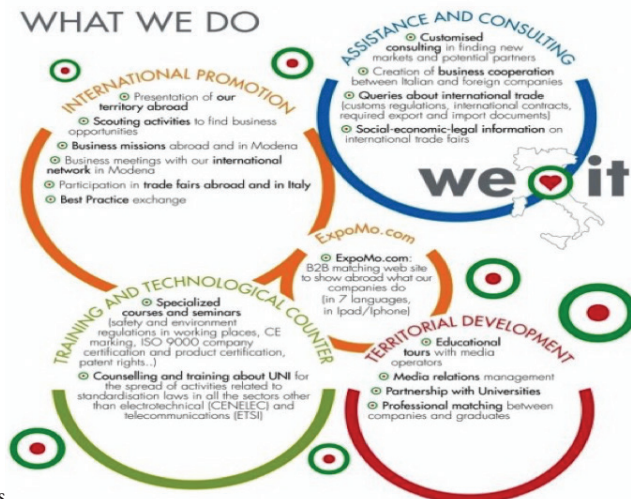 WHAT WE DO
INTERNATIONAL PROMOTION
Presentation of our
territory abroad
Scouting activities to find business
opportunities
Business missions abroad and in Modena
Business meetings with our international
network in Modena
Participation in trade fairs abroad and in Italy
Best Practice exchange
ASSISTANCE AND CONSULTING
Customised
consulting in finding new
markets and potential partners
Creation of business cooperation
between Italian and foreign companies
Queries about international trade
(customs regulations, international contracts,
required export and import documents)
Social-economic-legal information on
international trade fairs
we it
ExpoMo.com
ExpoMo.com:
B2B matching web site
to show abroad what our
companies do
(in 7 languages,
in Ipad/Iphone)
TRAINING AND TECHNOLOGICAL COUNTER
Specialized
courses and seminars
(safety and environment
regulations in working places, CE
marking, ISO 9000 company
certification and product certification,
patent rights..)
Counselling and training about UNI for
the spread of activities related to
standardisation laws in all the sectors other
than electrotechnical (CENELEC) and
telecommunications (ETSI)
TERRITORIAL DEVELOPMENT
Educational
tours with media
operators
Media relations management
Partnership with Universities
Professional matching between
companies and graduates
s